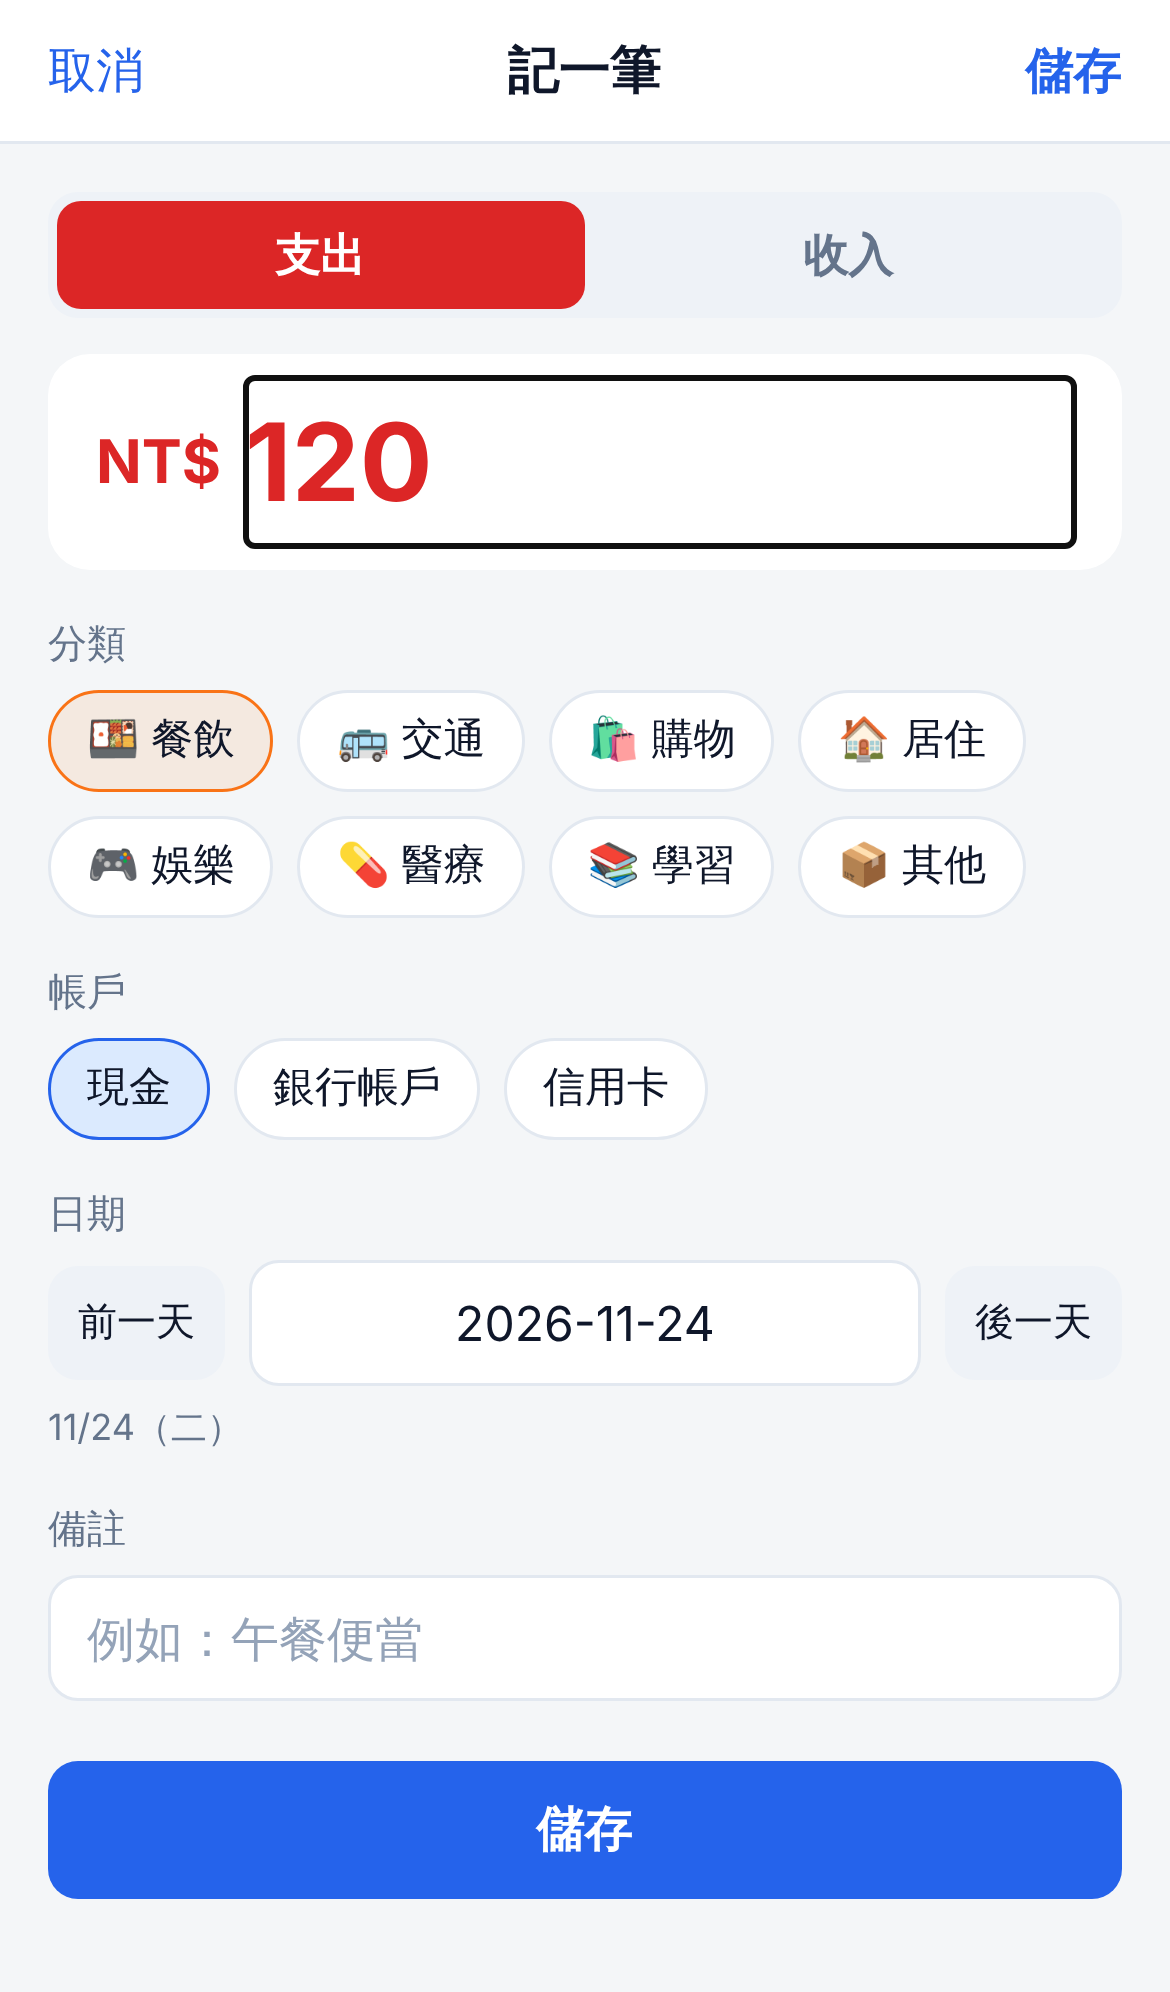 取消 記一筆 儲存
支出 收入
NT$ 120
分類
餐飲 交通 購物 居住
娛樂 醫療 學習 其他
帳戶
現金 銀行帳戶 信用卡
日期
前一天 2026-11-24 後一天
11/24（二）
備註
例如：午餐便當
儲存